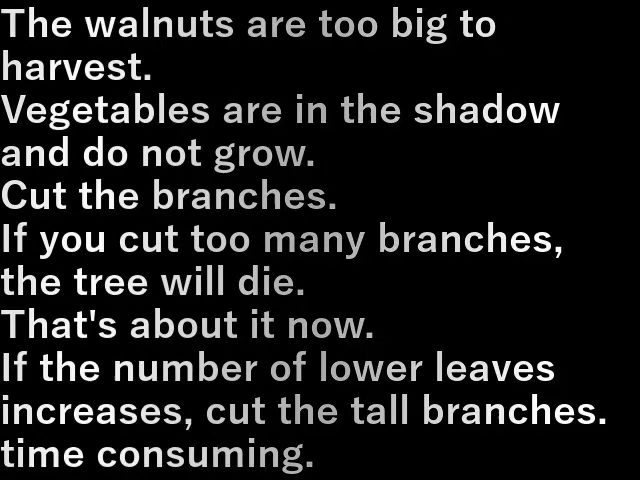 The walnuts are too big to
harvest.
Vegetables are in the shadow
and do not grow.
Cut the branches.
If you cut too many branches,
the tree will die.
That's about it now.
If the number of lower leaves
increases, cut the tall branches.
time consuming.